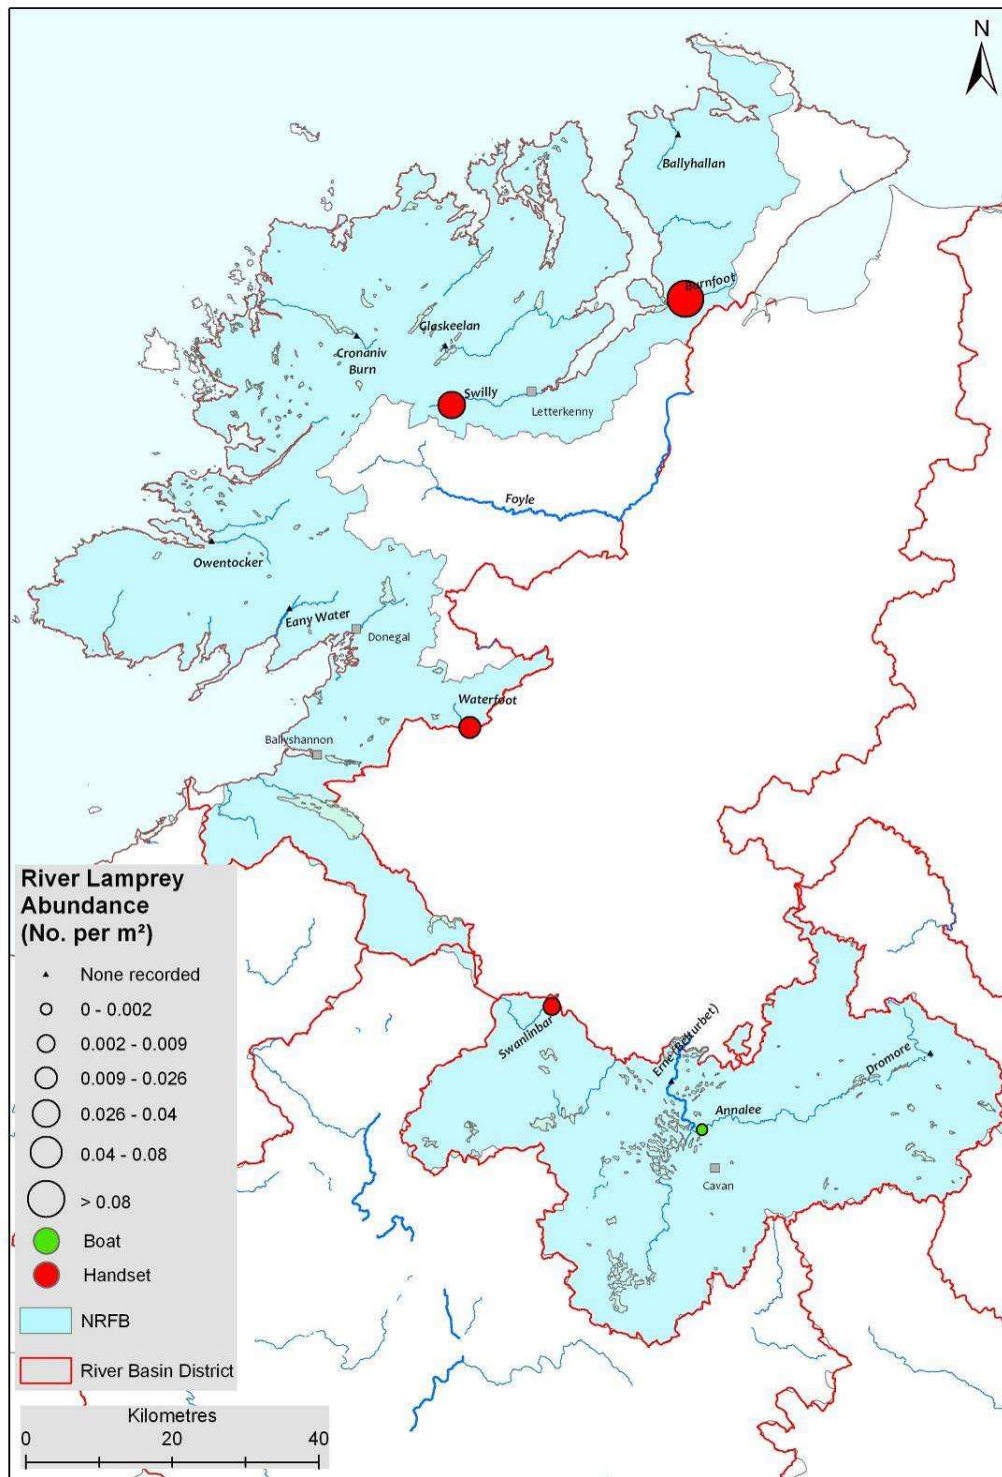 N
Ballyhallan
Burnfoot
Glaskeelan
Cronaniv
Burn
Swilly
Letterkenny
Foyle
Owentocker
Eany Water
Donegal
Waterfoot
Ballyshannon
River Lamprey
Abundance
(No. per m²)
None recorded
0 - 0.002
0.002 - 0.009
0.009 - 0.026
0.026 - 0.04
0.04 - 0.08
> 0.08
Boat
Handset
NRFB
River Basin District
Kilometres
0 20 40
Swanlinbar
Erne (Belturbet)
Dromore
Annalee
Cavan